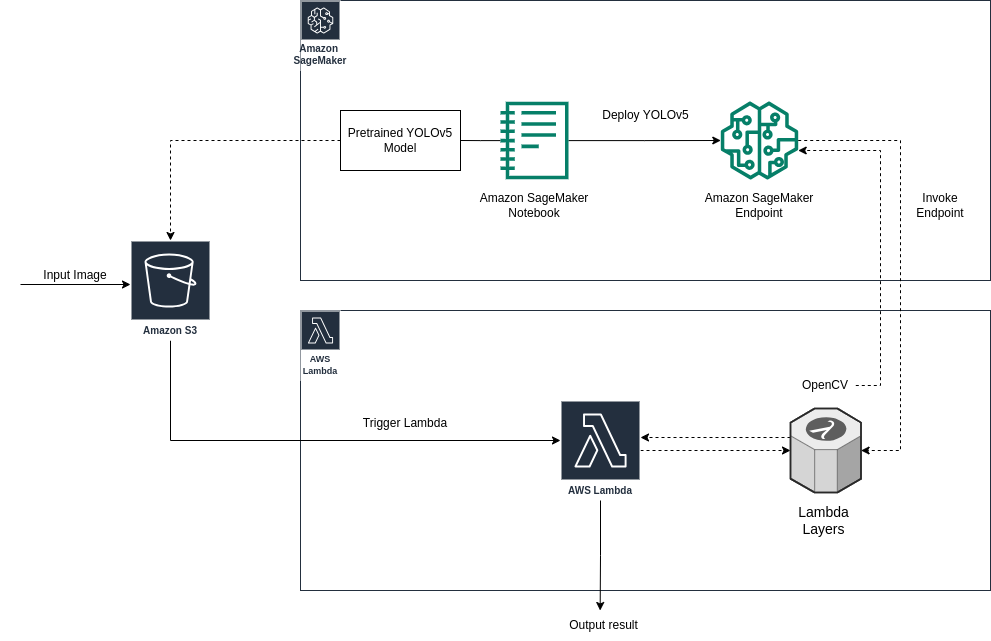 Amazon
SageMaker
Pretrained YOLOv5
Model
Deploy YOLOv5
Amazon SageMaker
Notebook
Amazon SageMaker
Endpoint
Invoke
Endpoint
Input Image
Amazon S3
AWS
Lambda
Trigger Lambda
OpenCV
AWS Lambda
Lambda
Layers
Output result